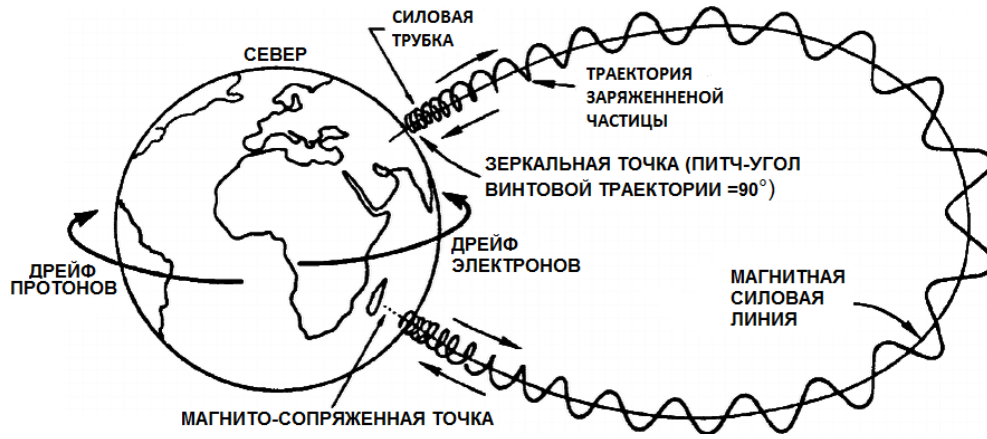 СИЛОВАЯ
ТРУБКА
СЕВЕР
ТРАЕКТОРИЯ
ЗАРЯЖЕННЕНОЙ
ЧАСТИЦЫ
ЗЕРКАЛЬНАЯ ТОЧКА (ПИТЧ-УГОЛ
ВИНТОВОЙ ТРАЕКТОРИИ =90°)
ДРЕЙФ
ПРОТОНОВ
ДРЕЙФ
ЭЛЕКТРОНОВ
МАГНИТНАЯ
СИЛОВАЯ
ЛИНИЯ
МАГНИТО-СОПРЯЖЕННАЯ ТОЧКА